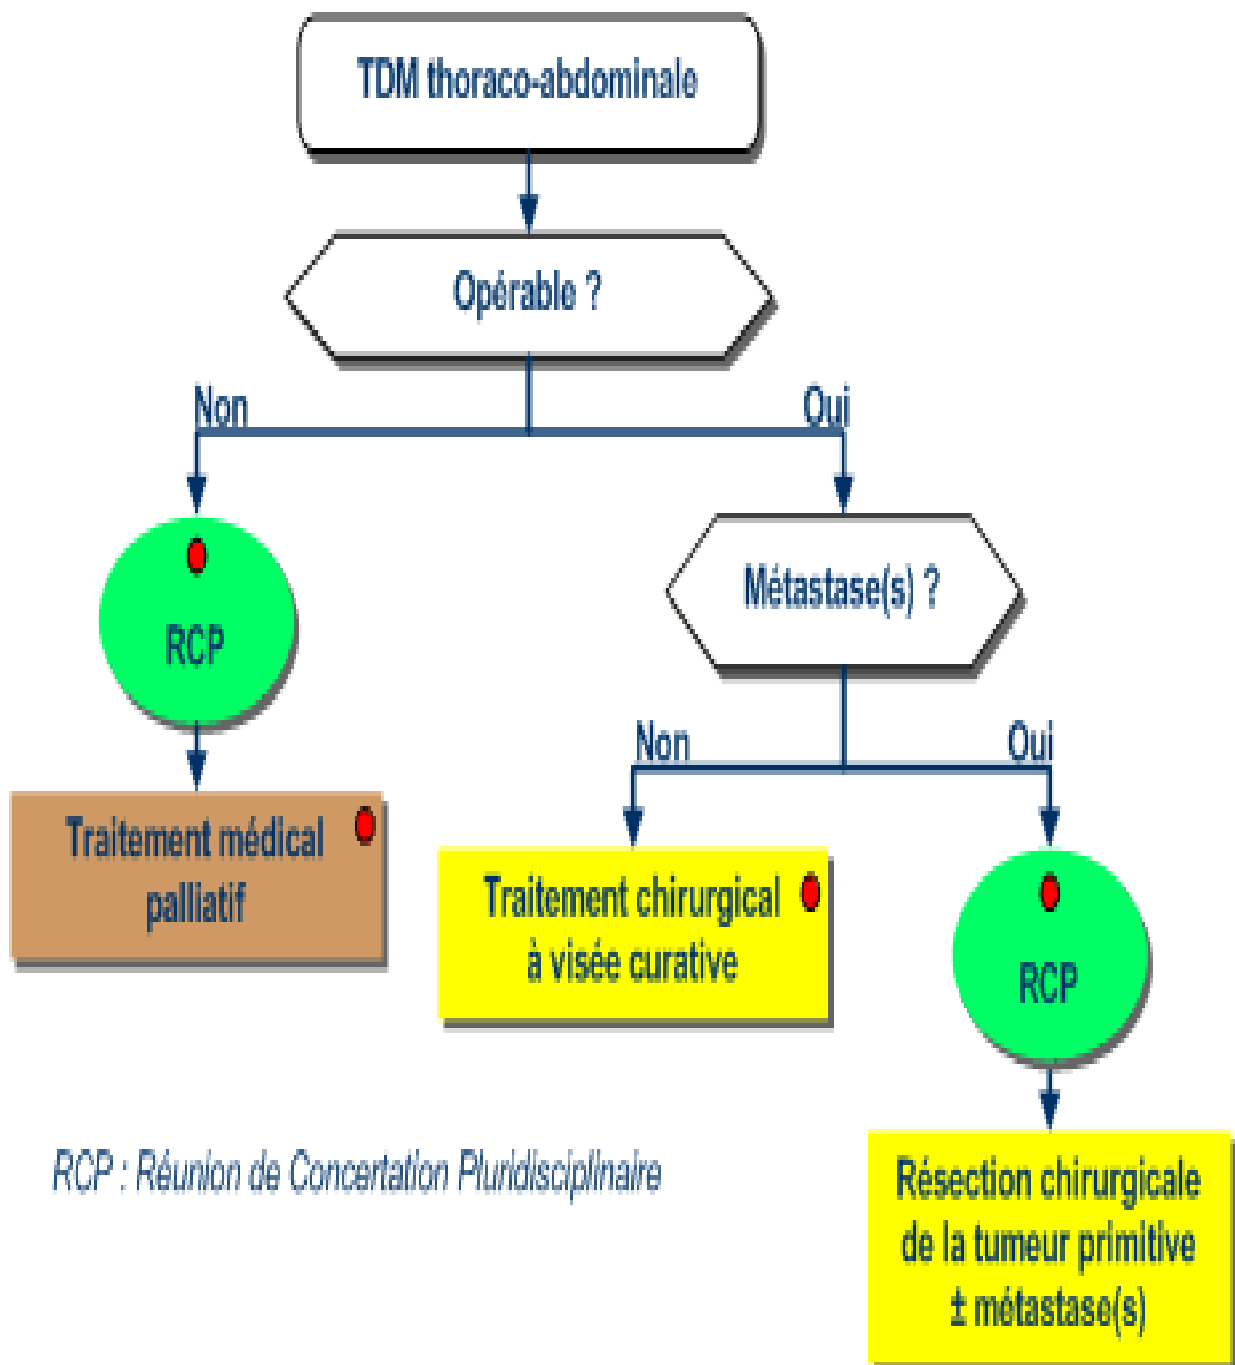 TDM thoraco-abdominale
Opérable ?
Non
Oui
RCP
Métastase(s) ?
Non
Oui
Traitement médical
palliatif
Traitement chirurgical
à visée curative
RCP
RCP : Réunion de Concertation Pluridisciplinaire
Résection chirurgicale
de la tumeur primitive
± métastase(s)